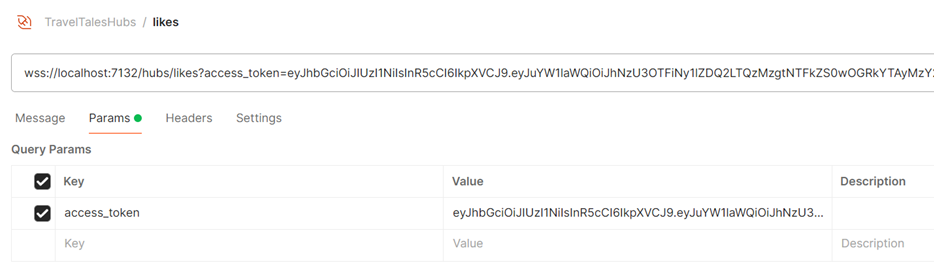 TravelTalesHubs / likes
wss://localhost:7132/hubs/likes?access_token=eyJhbGciOiJIUzI1NiIsInR5cCI6IkpXVCJ9.eyJuYW1laWQiOiJhNzU3OTFiNy1lZDQ2LTQzMzgtNTFkZS0wOGRkYTAyMzY
Message Params Headers Settings
Query Params
Key Value Description
access_token eyJhbGciOiJIUzI1NiIsInR5cCI6IkpXVCJ9.eyJuYW1laWQiOiJhNzU3...
Key Value Description